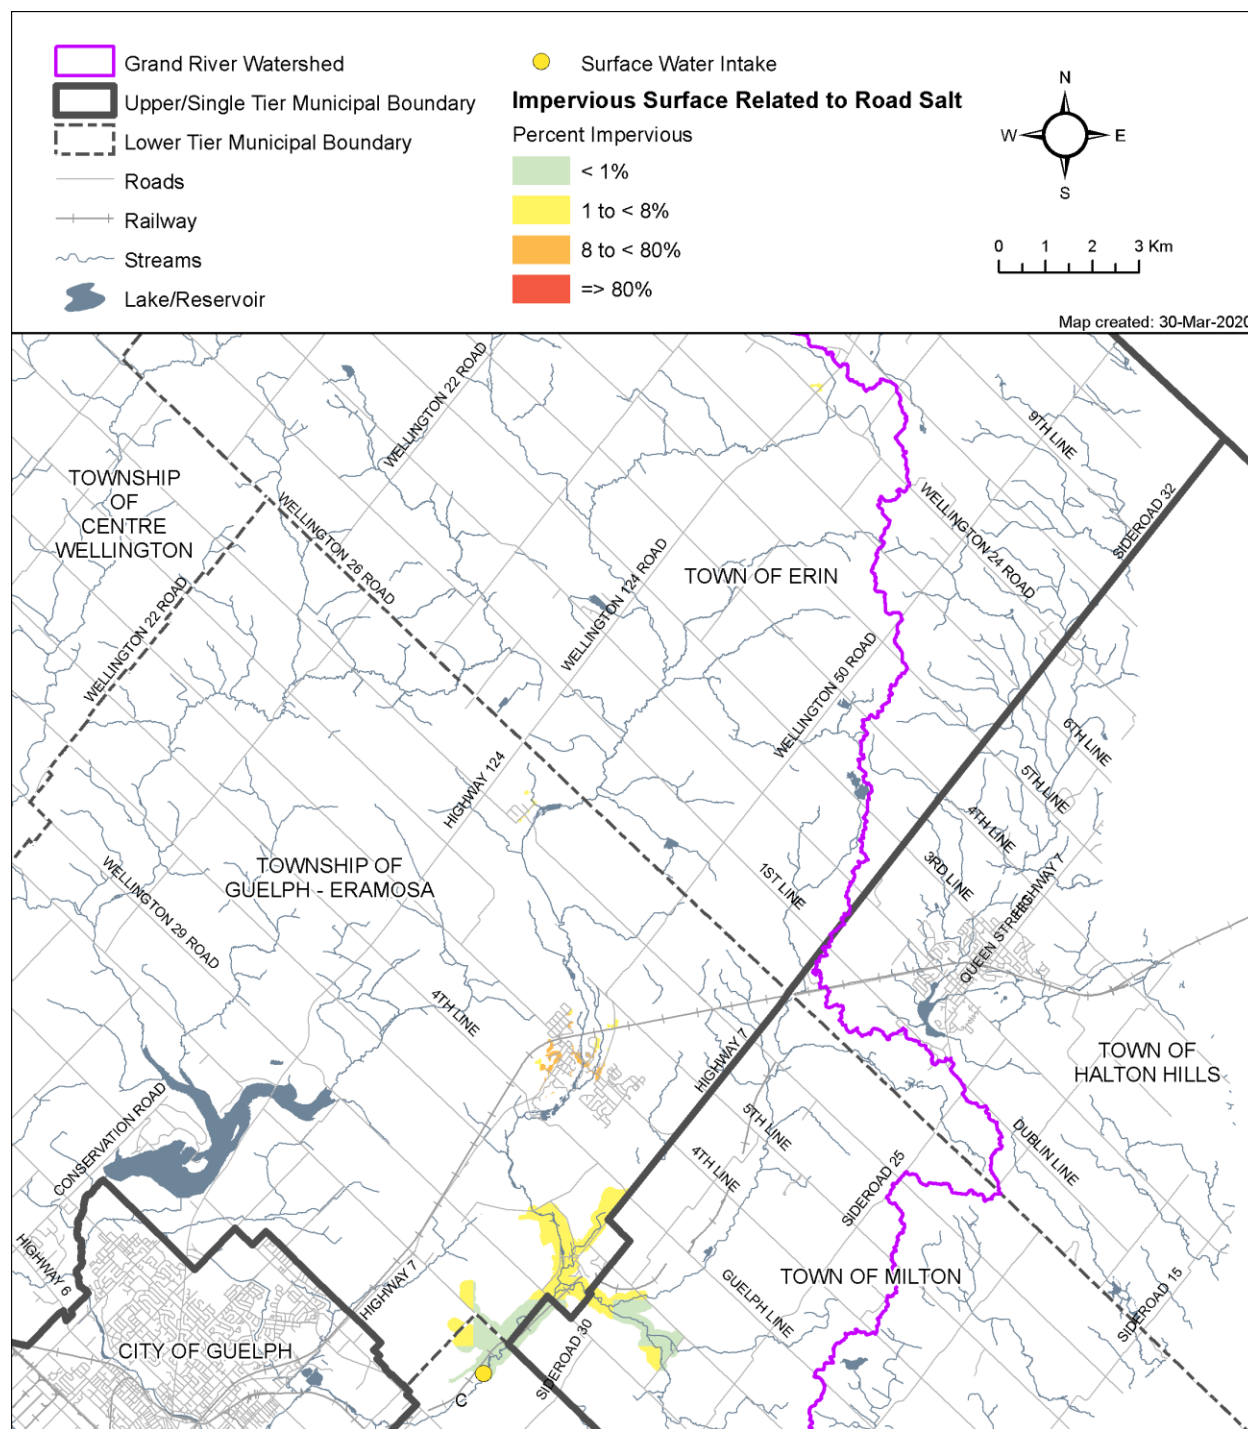 Grand River Watershed
Upper/Single Tier Municipal Boundary
Lower Tier Municipal Boundary
Roads
Railway
Streams
Lake/Reservoir
Surface Water Intake
Impervious Surface Related to Road Salt
Percent Impervious
< 1%
1 to < 8%
8 to < 80%
=> 80%
N
W
E
S
0 1 2 3 Km
Map created: 30-Mar-2020
WELLINGTON 22 ROAD
9TH LINE
TOWNSHIP
OF
CENTRE
WELLINGTON
WELLINGTON 26 ROAD
WELLINGTON 24 ROAD
SIDEROAD 32
WELLINGTON 22 ROAD
WELLINGTON 124 ROAD
TOWN OF ERIN
WELLINGTON 50 ROAD
6TH LINE
5TH LINE
4TH LINE
3RD LINE
HIGHWAY 124
1ST LINE
TOWNSHIP OF
GUELPH - ERAMOSA
WELLINGTON 29 ROAD
QUEEN STREET
HIGHWAY 7
4TH LINE
HIGHWAY 7
TOWN OF
HALTON HILLS
CONSERVATION ROAD
5TH LINE
4TH LINE
DUBLIN LINE
SIDEROAD 25
HIGHWAY 6
HIGHWAY 7
GUELPH LINE
TOWN OF MILTON
SIDEROAD 15
CITY OF GUELPH
SIDEROAD 30
C